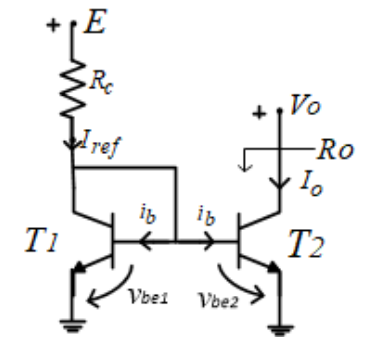 + E
Rc
+ Vo
Iref
Ro
Io
ib ib
T1 T2
vbe1 vbe2